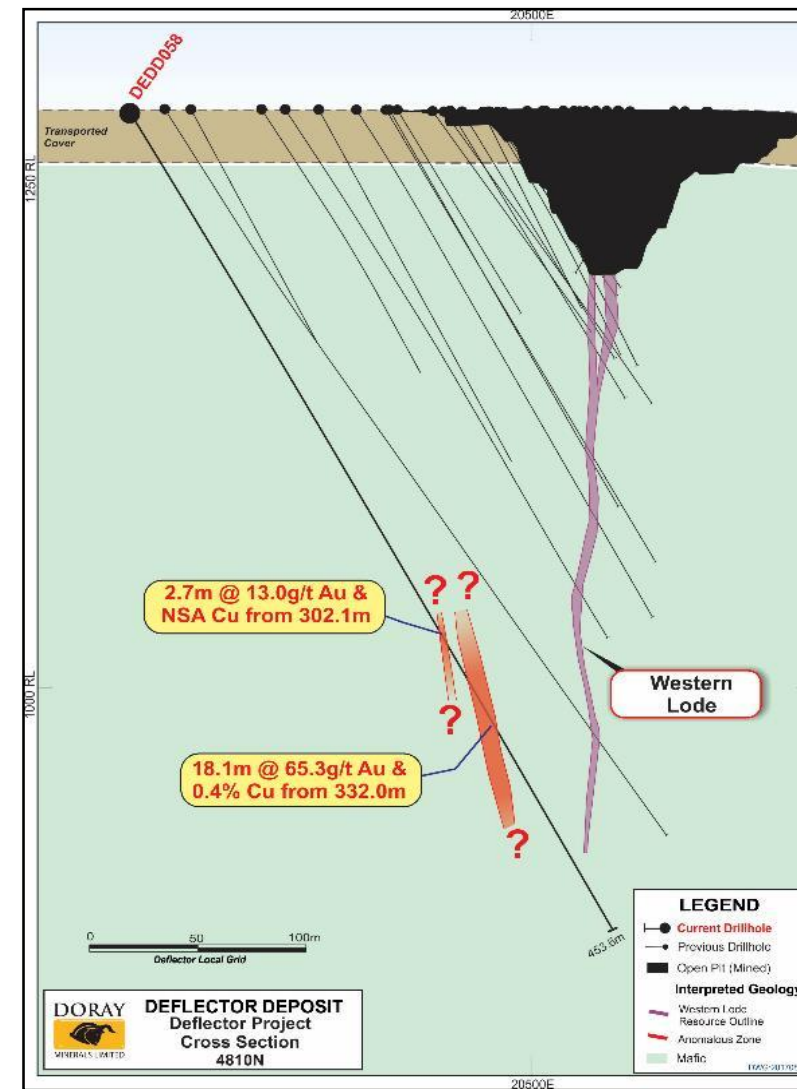 20500E
DEDD058
Transported
Cover
1250 RL
2.7m @ 13.0g/t Au &
NSA Cu from 302.1m
?
?
?
1000 RL
Western
Lode
18.1m @ 65.3g/t Au &
0.4% Cu from 332.0m
?
453.6m
0 50 100m
Deflector Local Grid
LEGEND
Current Drillhole
Previous Drillhole
Open Pit (Mined)
Interpreted Geology
Western Lode
Resource Outline
Anomalous Zone
Mafic
DORAY
MINERALS LIMITED
DEFLECTOR DEPOSIT
Deflector Project
Cross Section
4810N
20500E